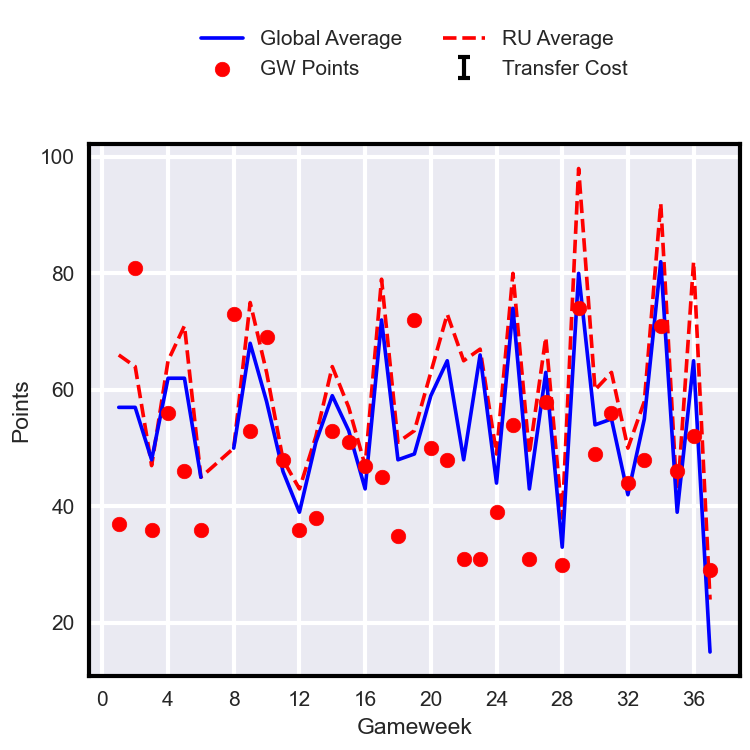 Global Average RU Average
GW Points Transfer Cost
100
80
60
40
20
Points
0 4 8 12 16 20 24 28 32 36
Gameweek